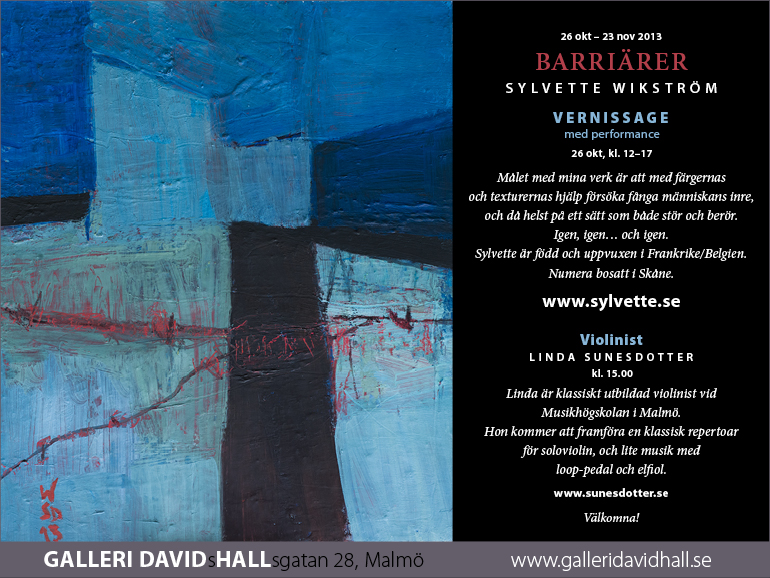 26 okt – 23 nov 2013
BARRIÄRER
SYLVETTE WIKSTRÖM
VERNISSAGE
med performance
26 okt, kl. 12–17
Målet med mina verk är att med färgernas
och texturernas hjälp försöka fånga människans inre,
och då helst på ett sätt som både stör och berör.
Igen, igen… och igen.
Sylvette är född och uppvuxen i Frankrike/Belgien.
Numera bosatt i Skåne.
www.sylvette.se
Violinist
LINDA SUNESDOTTER
kl. 15.00
Linda är klassiskt utbildad violinist vid
Musikhögskolan i Malmö.
Hon kommer att framföra en klassisk repertoar
för soloviolin, och lite musik med
loop-pedal och elfiol.
www.sunesdotter.se
Välkomna!
GALLERI DAVIDsHALLsgatan 28, Malmö
www.galleridavidhall.se